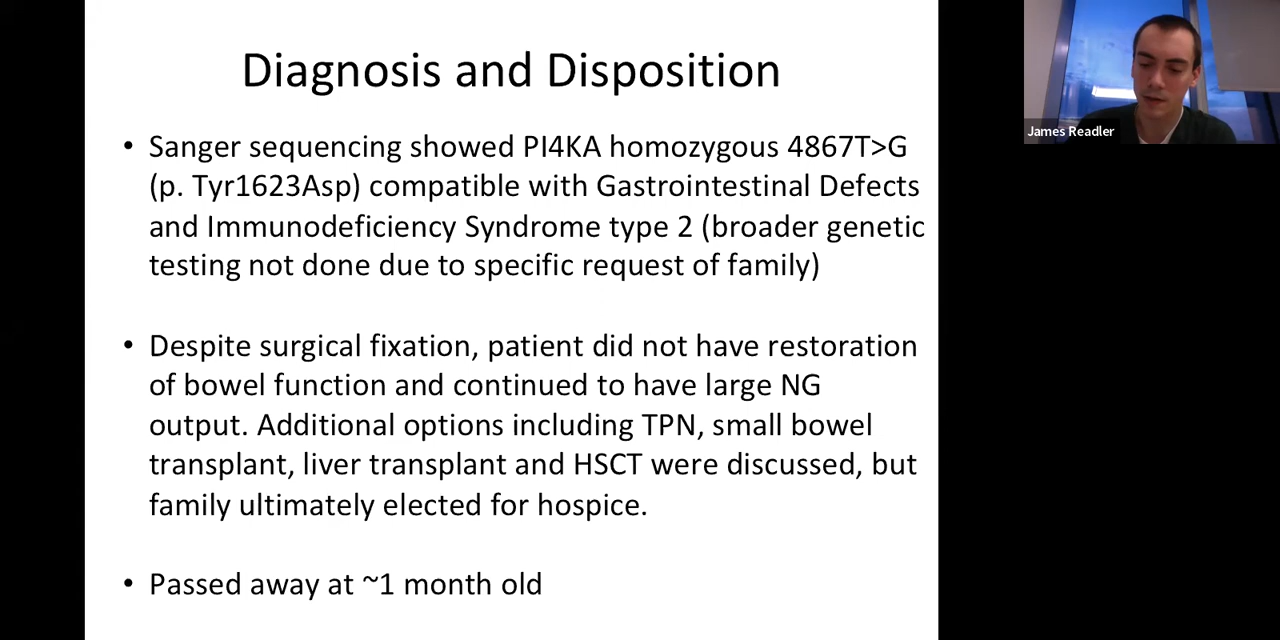 Diagnosis and Disposition
• Sanger sequencing showed PI4KA homozygous 4867T>G
(p. Tyr1623Asp) compatible with Gastrointestinal Defects
and Immunodeficiency Syndrome type 2 (broader genetic
testing not done due to specific request of family)
• Despite surgical fixation, patient did not have restoration
of bowel function and continued to have large NG
output. Additional options including TPN, small bowel
transplant, liver transplant and HSCT were discussed, but
family ultimately elected for hospice.
• Passed away at ~1 month old
James Readler